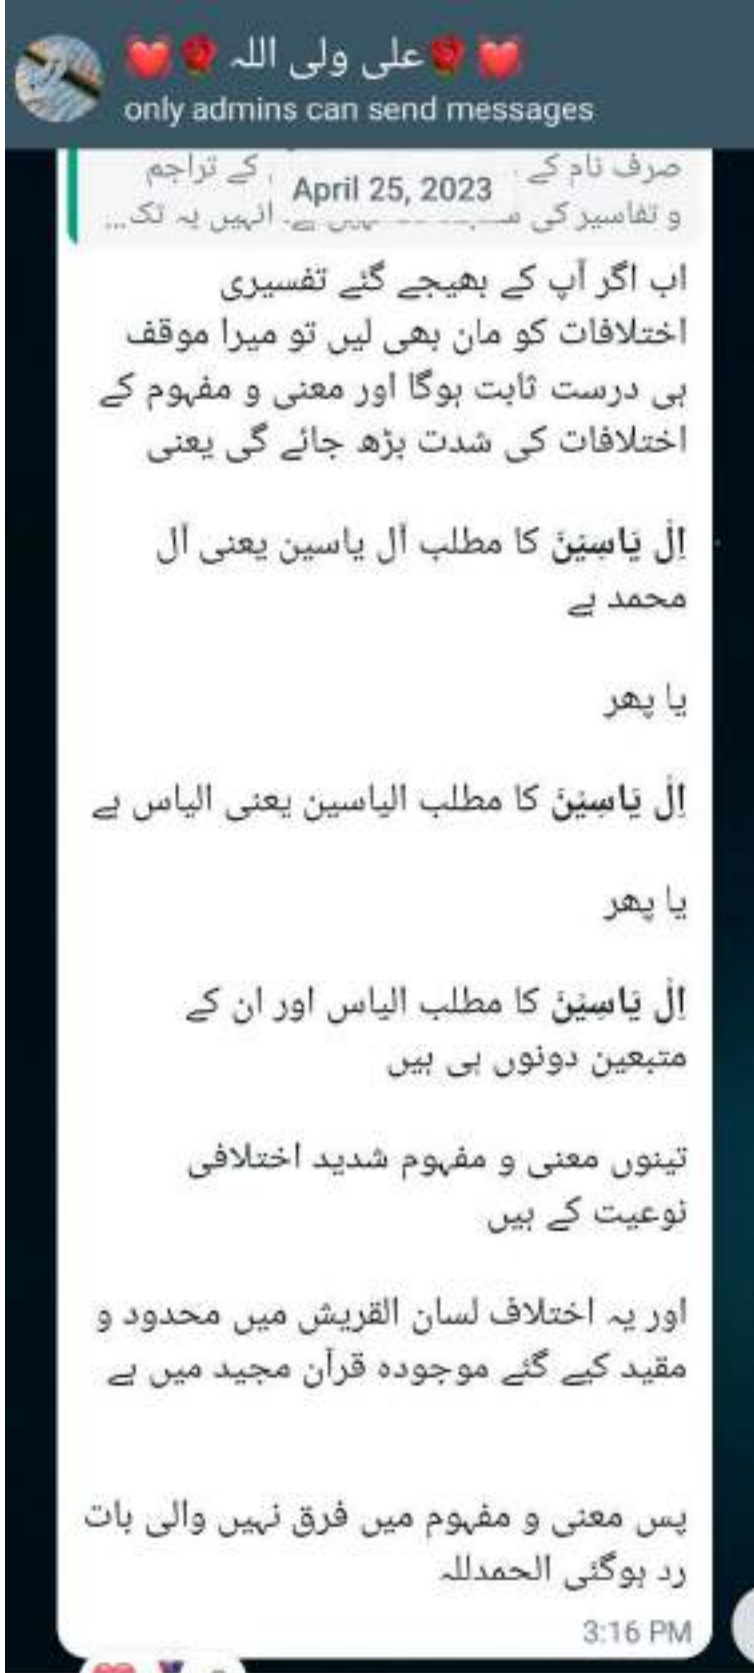 💓🌹علی ولی اللہ 🌹💓
only admins can send messages
صرف نام کے کے تراجم
April 25, 2023
و تفاسیر کی انہیں یہ تک...
اب اگر آپ کے بھیجے گئے تفسیری
اختلافات کو مان بھی لیں تو میرا موقف
ہی درست ثابت ہوگا اور معنی و مفہوم کے
اختلافات کی شدت بڑھ جائے گی یعنی
اِلْ یَاسِیْنَ کا مطلب آل یاسین یعنی آل
محمد ہے
یا پھر
اِلْ یَاسِیْنَ کا مطلب الیاسین یعنی الیاس ہے
یا پھر
اِلْ یَاسِیْنَ کا مطلب الیاس اور ان کے
متبعین دونوں ہی ہیں
تینوں معنی و مفہوم شدید اختلافی
نوعیت کے ہیں
اور یہ اختلاف لسان القریش میں محدود و
مقید کیے گئے موجودہ قرآن مجید میں ہے
پس معنی و مفہوم میں فرق نہیں والی بات
رد ہوگئی الحمدللہ
3:16 PM